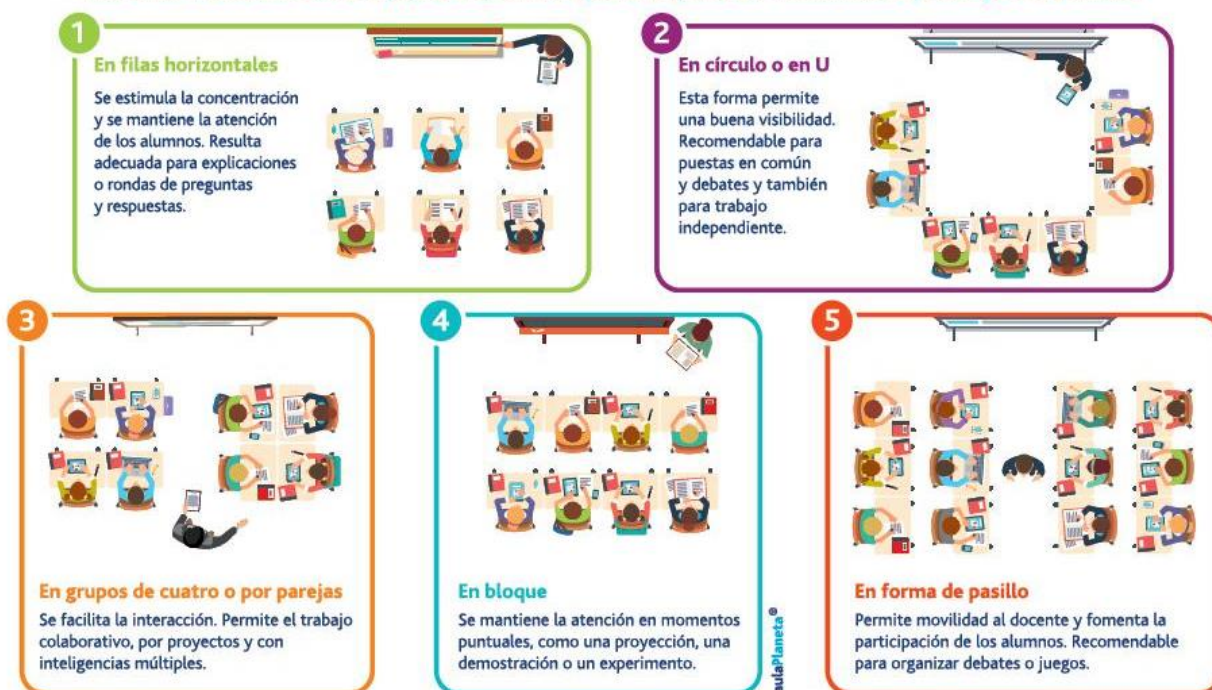 1
En filas horizontales
Se estimula la concentración
y se mantiene la atención
de los alumnos. Resulta
adecuada para explicaciones
o rondas de preguntas
y respuestas.
2
En círculo o en U
Esta forma permite
una buena visibilidad.
Recomendable para
puestas en común
y debates y también
para trabajo
independiente.
3
En grupos de cuatro o por parejas
Se facilita la interacción. Permite el trabajo
colaborativo, por proyectos y con
inteligencias múltiples.
4
En bloque
Se mantiene la atención en momentos
puntuales, como una proyección, una
demostración o un experimento.
aulaPlaneta®
5
En forma de pasillo
Permite movilidad al docente y fomenta la
participación de los alumnos. Recomendable
para organizar debates o juegos.